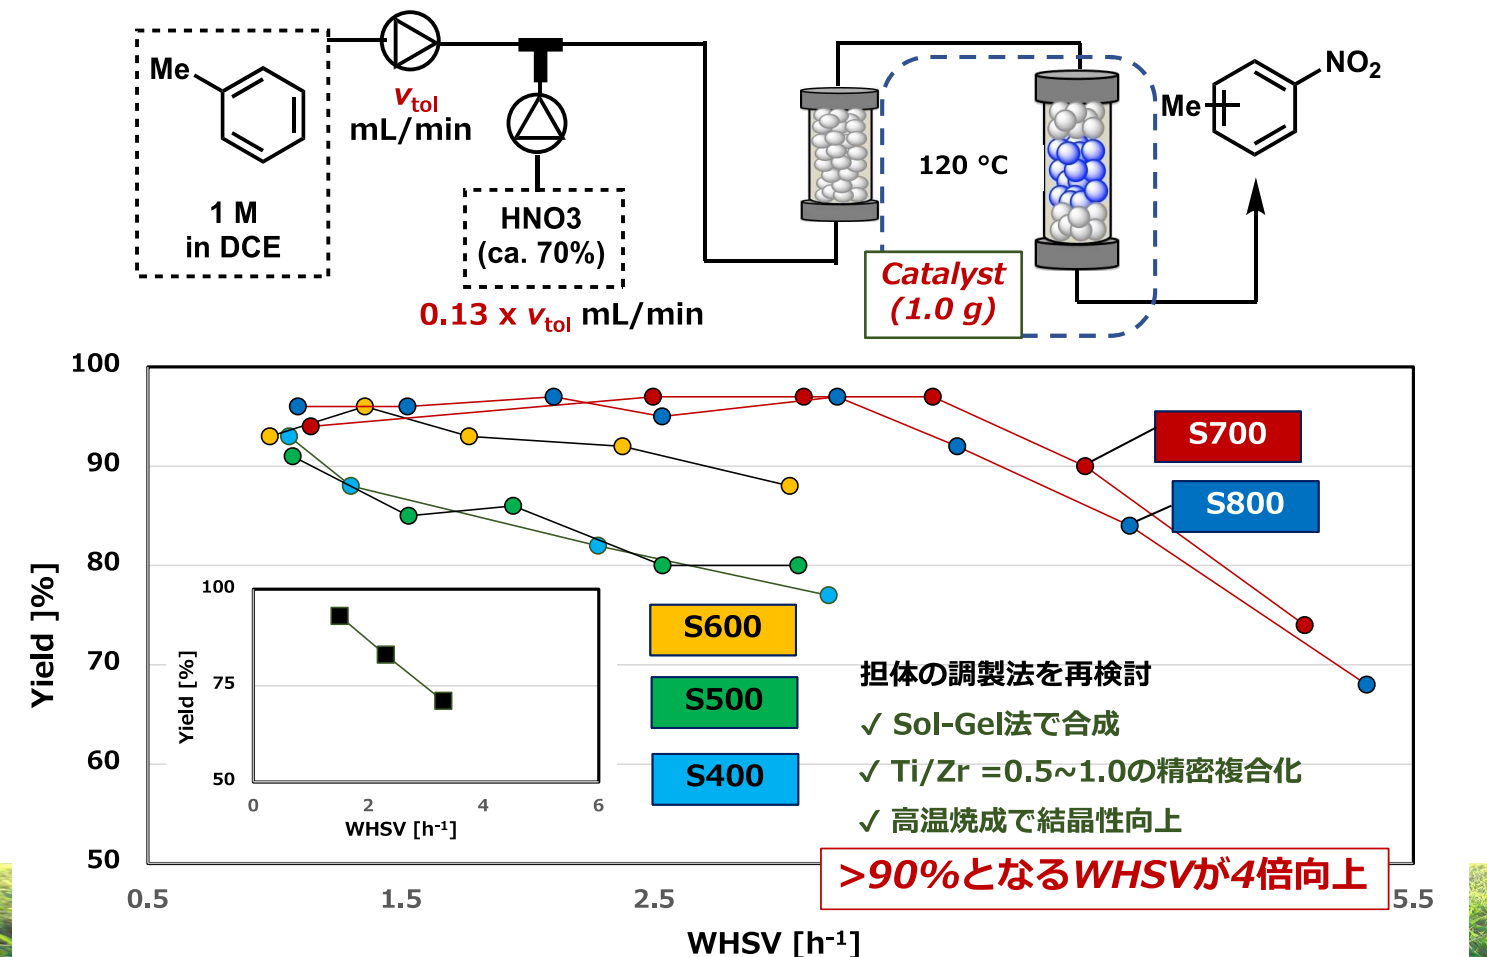 Me
1 M
in DCE
v_tol
mL/min
HNO3
(ca. 70%)
0.13 x v_tol mL/min
120 °C
Catalyst
(1.0 g)
Me
NO₂
Yield ]%)
100
90
80
70
60
50
0.5
1.5
2.5
5.5
WHSV [h⁻¹]
S700
S800
S600
S500
S400
Yield [%)
100
75
50
0
2
4
6
WHSV [h⁻¹]
担体の調製法を再検討
✓ Sol-Gel法で合成
✓ Ti/Zr =0.5~1.0の精密複合化
✓ 高温焼成で結晶性向上
>90%となるWHSVが4倍向上